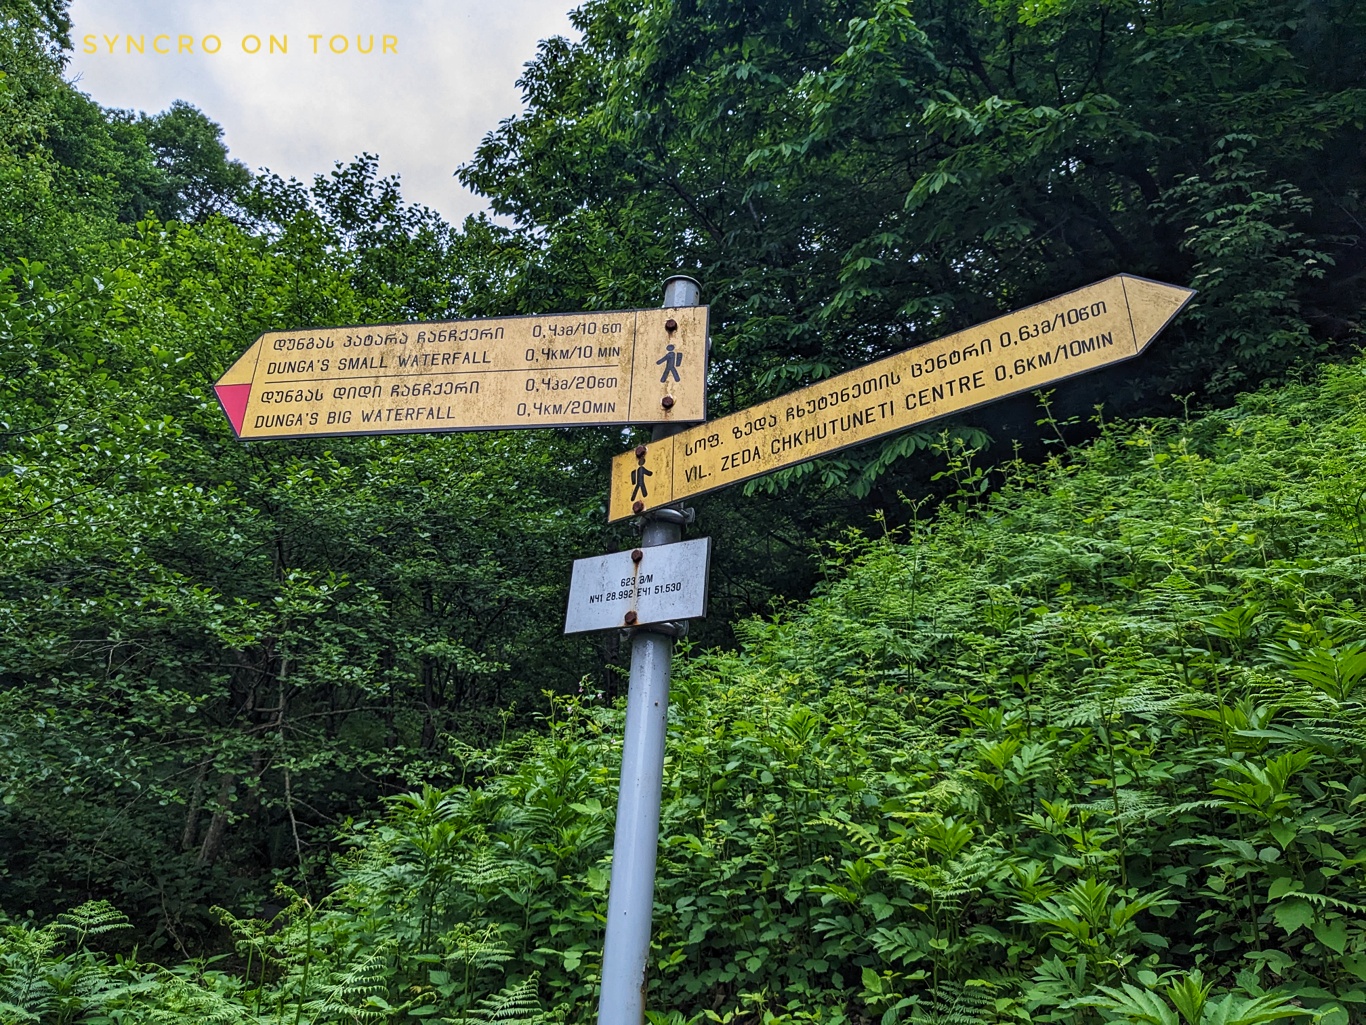 SYNCRO ON TOUR
ᲓᲣᲜᲒᲐᲡ ᲞᲐᲢᲐᲠᲐ ᲩᲐᲜᲩᲥᲔᲠᲘ 0,4ᲙᲛ/10 ᲬᲗ
DUNGA'S SMALL WATERFALL 0,4KM/10 MIN
ᲓᲣᲜᲒᲐᲡ ᲓᲘᲓᲘ ᲩᲐᲜᲩᲥᲔᲠᲘ 0,4ᲙᲛ/20ᲬᲗ
DUNGA'S BIG WATERFALL 0,4KM/20MIN
ᲡᲝᲤ. ᲖᲔᲓᲐ ᲩᲮᲣᲢᲣᲜᲔᲗᲘᲡ ᲪᲔᲜᲢᲠᲘ 0,6ᲙᲛ/10ᲬᲗ
VIL. ZEDA CHKHUTUNETI CENTRE 0,6KM/10MIN
623 Მ/M
N41 28.992 E41 51.530